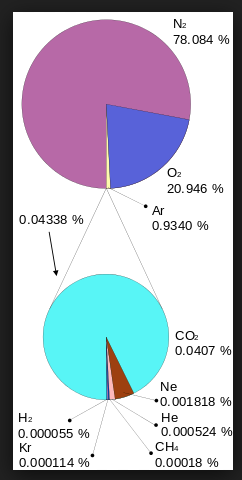 N₂
78.084 %
O₂
20.946 %
Ar
0.9340 %
0.04338 %
CO₂
0.0407 %
Ne
0.001818 %
He
0.000524 %
CH₄
0.00018 %
H₂
0.000055 %
Kr
0.000114 %